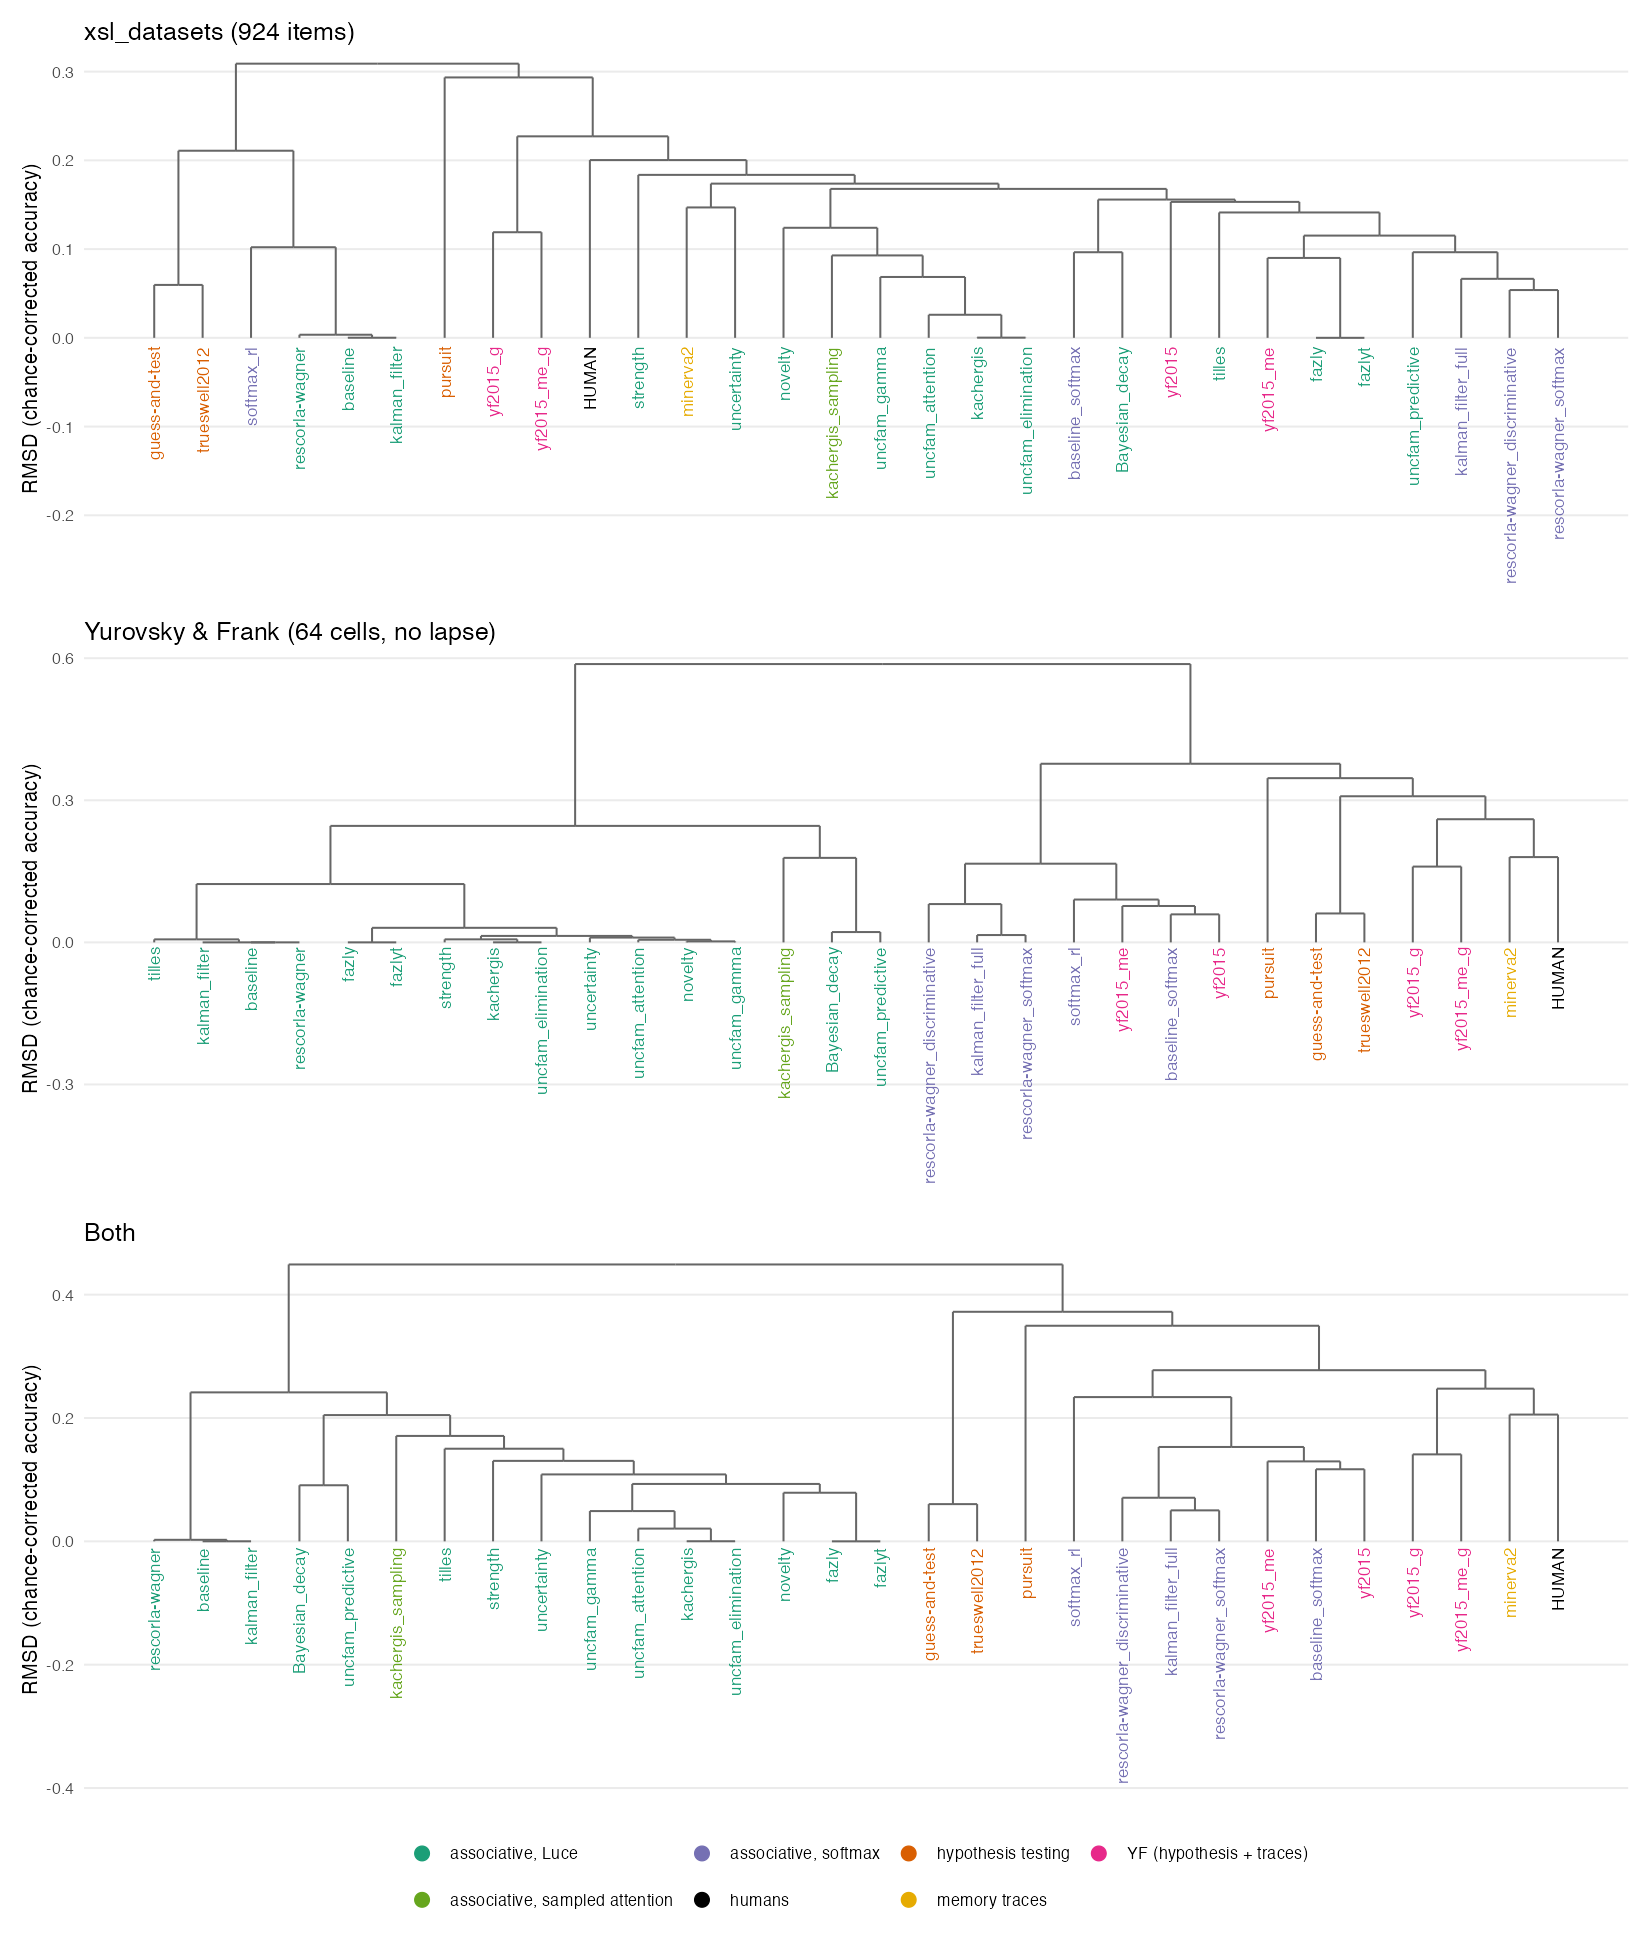 xsl_datasets (924 items)
RMSD (chance-corrected accuracy)
0.3
0.2
0.1
0.0
-0.1
-0.2
guess-and-test
trueswell2012
softmax_rl
rescorla-wagner
baseline
kalman_filter
pursuit
yf2015_g
yf2015_me_g
HUMAN
strength
minerva2
uncertainty
novelty
kachergis_sampling
uncfam_gamma
uncfam_attention
kachergis
uncfam_elimination
baseline_softmax
Bayesian_decay
yf2015
tilles
yf2015_me
fazly
fazlyt
uncfam_predictive
kalman_filter_full
rescorla-wagner_discriminative
rescorla-wagner_softmax
Yurovsky & Frank (64 cells, no lapse)
RMSD (chance-corrected accuracy)
0.6
0.3
0.0
-0.3
tilles
kalman_filter
baseline
rescorla-wagner
fazly
fazlyt
strength
kachergis
uncfam_elimination
uncertainty
uncfam_attention
novelty
uncfam_gamma
kachergis_sampling
Bayesian_decay
uncfam_predictive
rescorla-wagner_discriminative
kalman_filter_full
rescorla-wagner_softmax
softmax_rl
yf2015_me
baseline_softmax
yf2015
pursuit
guess-and-test
trueswell2012
yf2015_g
yf2015_me_g
minerva2
HUMAN
Both
RMSD (chance-corrected accuracy)
0.4
0.2
0.0
-0.2
-0.4
rescorla-wagner
baseline
kalman_filter
Bayesian_decay
uncfam_predictive
kachergis_sampling
tilles
strength
uncertainty
uncfam_gamma
uncfam_attention
kachergis
uncfam_elimination
novelty
fazly
fazlyt
guess-and-test
trueswell2012
pursuit
softmax_rl
rescorla-wagner_discriminative
kalman_filter_full
rescorla-wagner_softmax
yf2015_me
baseline_softmax
yf2015
yf2015_g
yf2015_me_g
minerva2
HUMAN
associative, Luce
associative, softmax
hypothesis testing
YF (hypothesis + traces)
associative, sampled attention
humans
memory traces